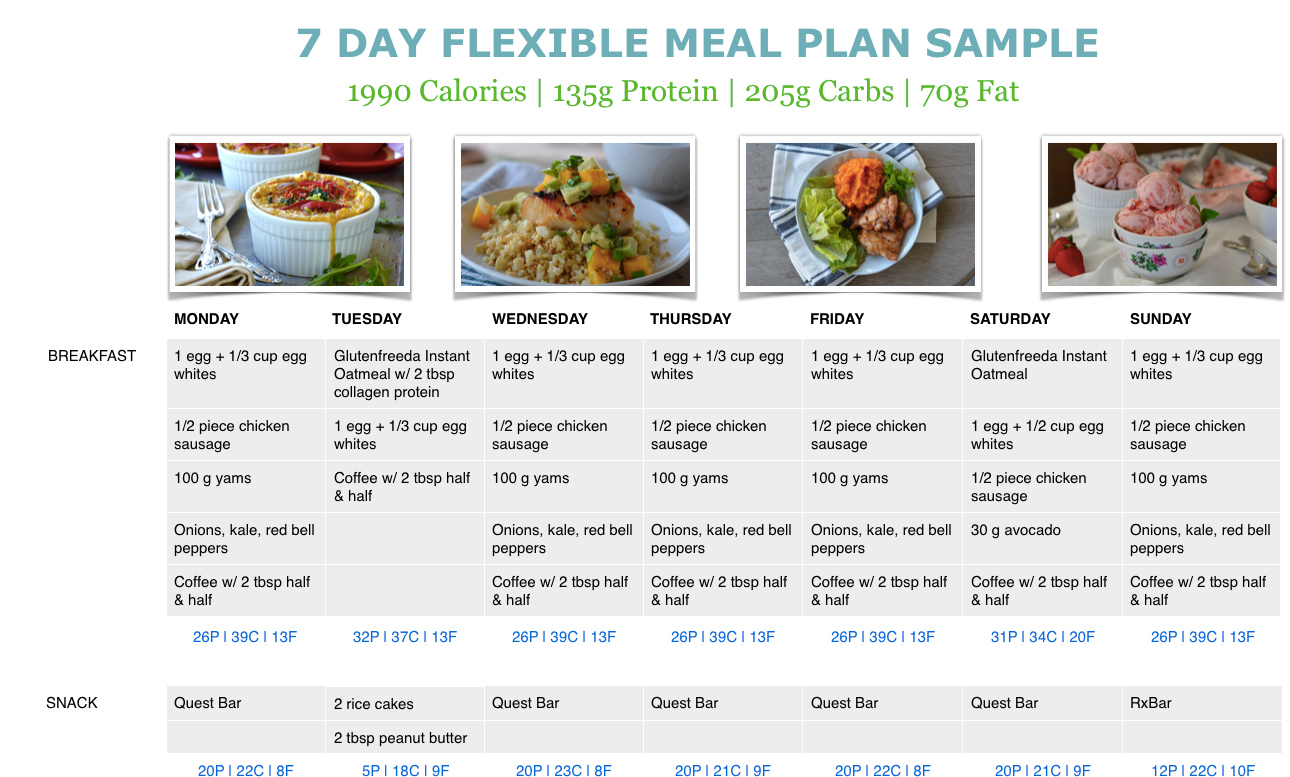 7 DAY FLEXIBLE MEAL PLAN SAMPLE
1990 Calories | 135g Protein | 205g Carbs | 70g Fat
MONDAY TUESDAY WEDNESDAY THURSDAY FRIDAY SATURDAY SUNDAY
BREAKFAST 1 egg + 1/3 cup egg Glutenfreeda Instant 1 egg + 1/3 cup egg 1 egg + 1/3 cup egg 1 egg + 1/3 cup egg Glutenfreeda Instant 1 egg + 1/3 cup egg
whites Oatmeal w/ 2 tbsp whites whites whites Oatmeal whites
collagen protein
1/2 piece chicken 1 egg + 1/3 cup egg 1/2 piece chicken 1/2 piece chicken 1/2 piece chicken 1 egg + 1/2 cup egg 1/2 piece chicken
sausage whites sausage sausage sausage whites sausage
100 g yams Coffee w/ 2 tbsp half 100 g yams 100 g yams 100 g yams 1/2 piece chicken 100 g yams
& half sausage
Onions, kale, red bell Onions, kale, red bell Onions, kale, red bell Onions, kale, red bell 30 g avocado Onions, kale, red bell
peppers peppers peppers peppers peppers
Coffee w/ 2 tbsp half Coffee w/ 2 tbsp half Coffee w/ 2 tbsp half Coffee w/ 2 tbsp half Coffee w/ 2 tbsp half Coffee w/ 2 tbsp half
& half & half & half & half & half & half
26P | 39C | 13F 32P | 37C | 13F 26P | 39C | 13F 26P | 39C | 13F 26P | 39C | 13F 31P | 34C | 20F 26P | 39C | 13F
SNACK Quest Bar 2 rice cakes Quest Bar Quest Bar Quest Bar Quest Bar RxBar
2 tbsp peanut butter
20P | 22C | 8F 5P | 18C | 9F 20P | 23C | 8F 20P | 21C | 9F 20P | 22C | 8F 20P | 21C | 9F 12P | 22C | 10F